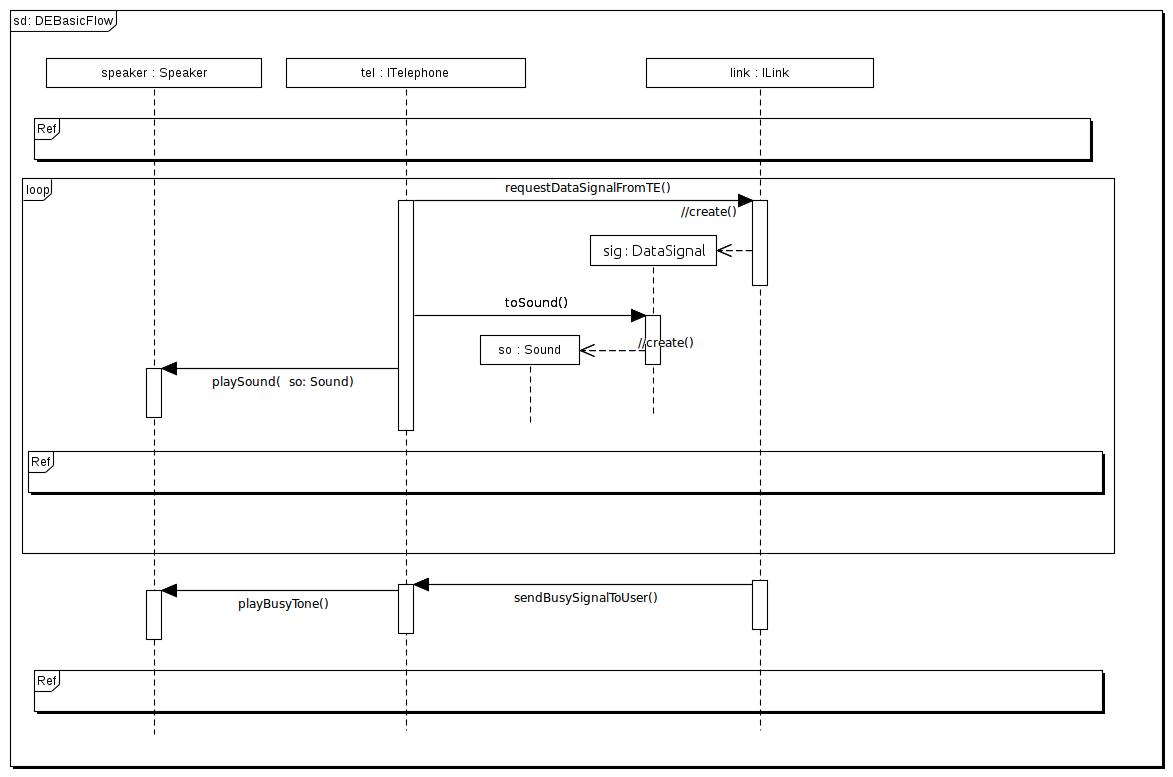 sd: DEBasicFlow
speaker : Speaker
tel : ITelephone
link : ILink
Ref
loop
requestDataSignalFromTE()
//create()
sig : DataSignal
toSound()
//create()
so : Sound
playSound(  so: Sound)
Ref
sendBusySignalToUser()
playBusyTone()
Ref